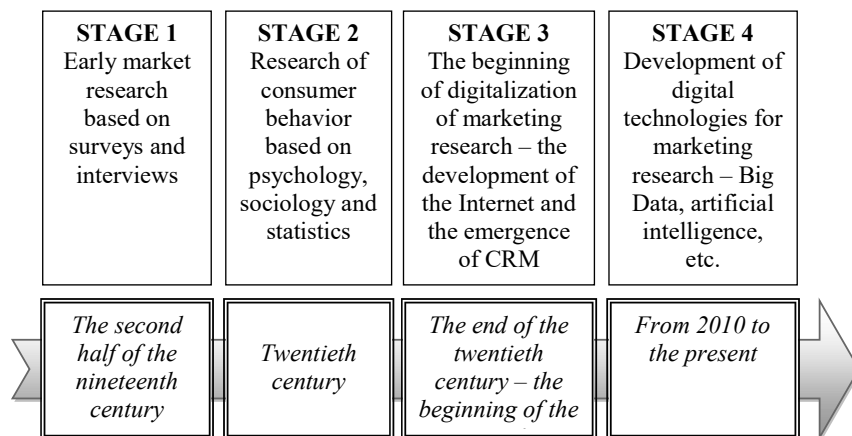 STAGE 1
Early market
research
based on
surveys and
interviews
STAGE 2
Research of
consumer
behavior
based on
psychology,
sociology and
statistics
STAGE 3
The beginning
of digitalization
of marketing
research – the
development of
the Internet and
the emergence
of CRM
STAGE 4
Development of
digital
technologies for
marketing
research – Big
Data, artificial
intelligence,
etc.
The second
half of the
nineteenth
century
Twentieth
century
The end of the
twentieth
century – the
beginning of the
From 2010 to
the present